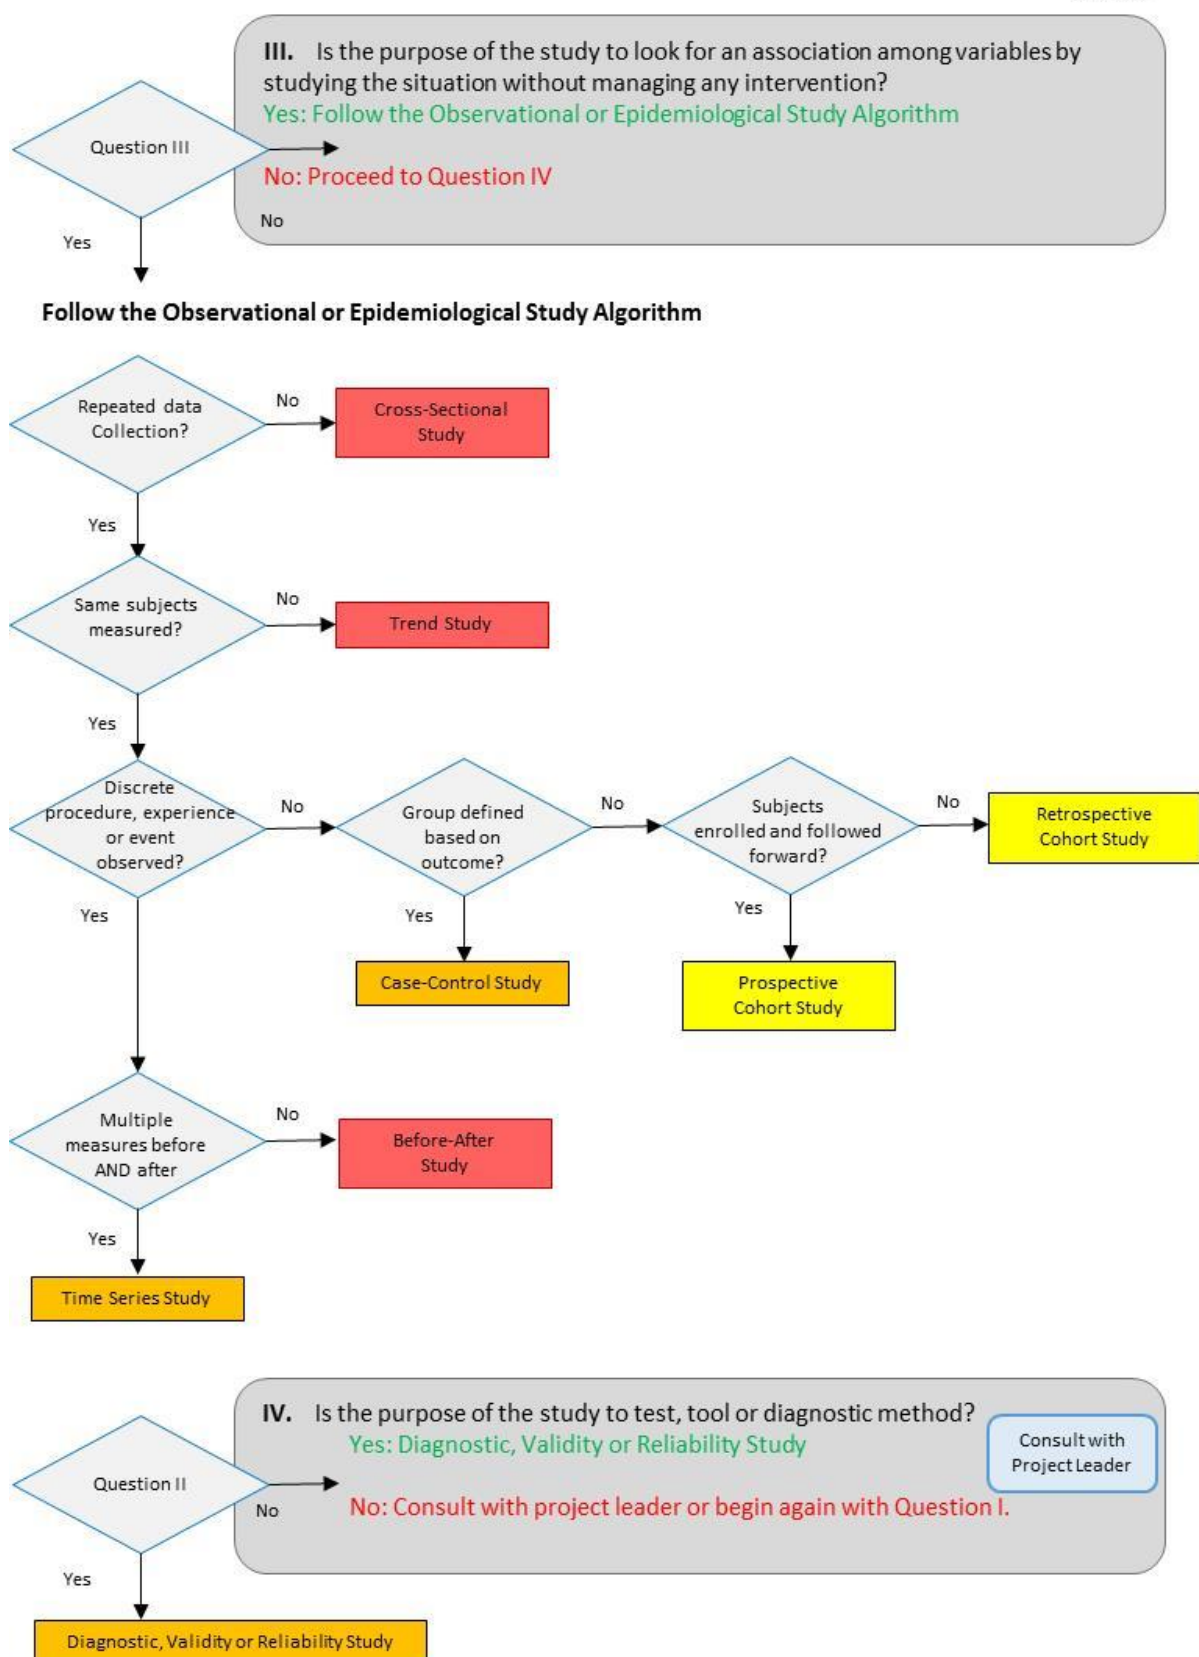 III. Is the purpose of the study to look for an association among variables by
studying the situation without managing any intervention?
Yes: Follow the Observational or Epidemiological Study Algorithm
Question III
No: Proceed to Question IV
No
Yes
Follow the Observational or Epidemiological Study Algorithm
Repeated data
Collection?
No
Cross-Sectional
Study
Yes
Same subjects
measured?
No
Trend Study
Yes
Discrete
procedure, experience
or event
observed?
No
Group defined
based on
outcome?
No
Subjects
enrolled and followed
forward?
No
Retrospective
Cohort Study
Yes
Yes
Yes
Case-Control Study
Prospective
Cohort Study
Multiple
measures before
AND after
No
Before-After
Study
Yes
Time Series Study
IV. Is the purpose of the study to test, tool or diagnostic method?
Yes: Diagnostic, Validity or Reliability Study
Consult with
Project Leader
Question II
No
No: Consult with project leader or begin again with Question I.
Yes
Diagnostic, Validity or Reliability Study